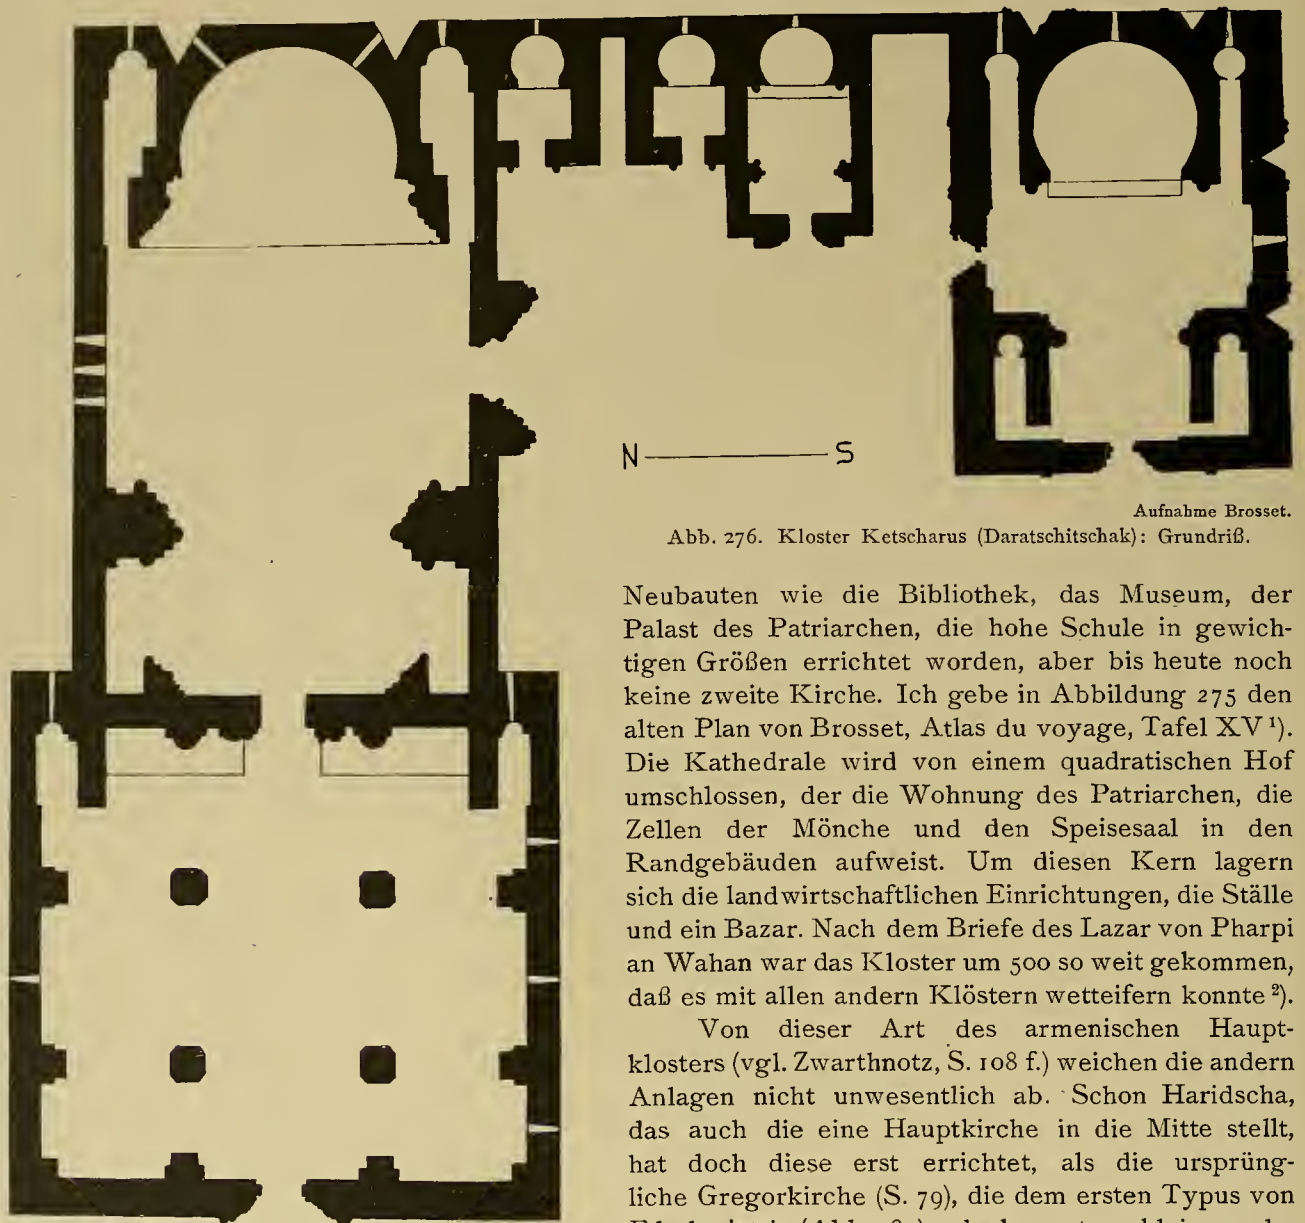 N S
Aufnahme Brosset.
Abb. 276. Kloster Ketscharus (Daratschitschak): Grundriß.
Neubauten wie die Bibliothek, das Museum, der
Palast des Patriarchen, die hohe Schule in gewich-
tigen Größen errichtet worden, aber bis heute noch
keine zweite Kirche. Ich gebe in Abbildung 275 den
alten Plan von Brosset, Atlas du voyage, Tafel XV ¹).
Die Kathedrale wird von einem quadratischen Hof
umschlossen, der die Wohnung des Patriarchen, die
Zellen der Mönche und den Speisesaal in den
Randgebäuden aufweist. Um diesen Kern lagern
sich die landwirtschaftlichen Einrichtungen, die Ställe
und ein Bazar. Nach dem Briefe des Lazar von Pharpi
an Wahan war das Kloster um 500 so weit gekommen,
daß es mit allen andern Klöstern wetteifern konnte ²).
Von dieser Art des armenischen Haupt-
klosters (vgl. Zwarthnotz, S. 108 f.) weichen die andern
Anlagen nicht unwesentlich ab. Schon Haridscha,
das auch die eine Hauptkirche in die Mitte stellt,
hat doch diese erst errichtet, als die ursprüng-
liche Gregorkirche (S. 79), die dem ersten Typus von